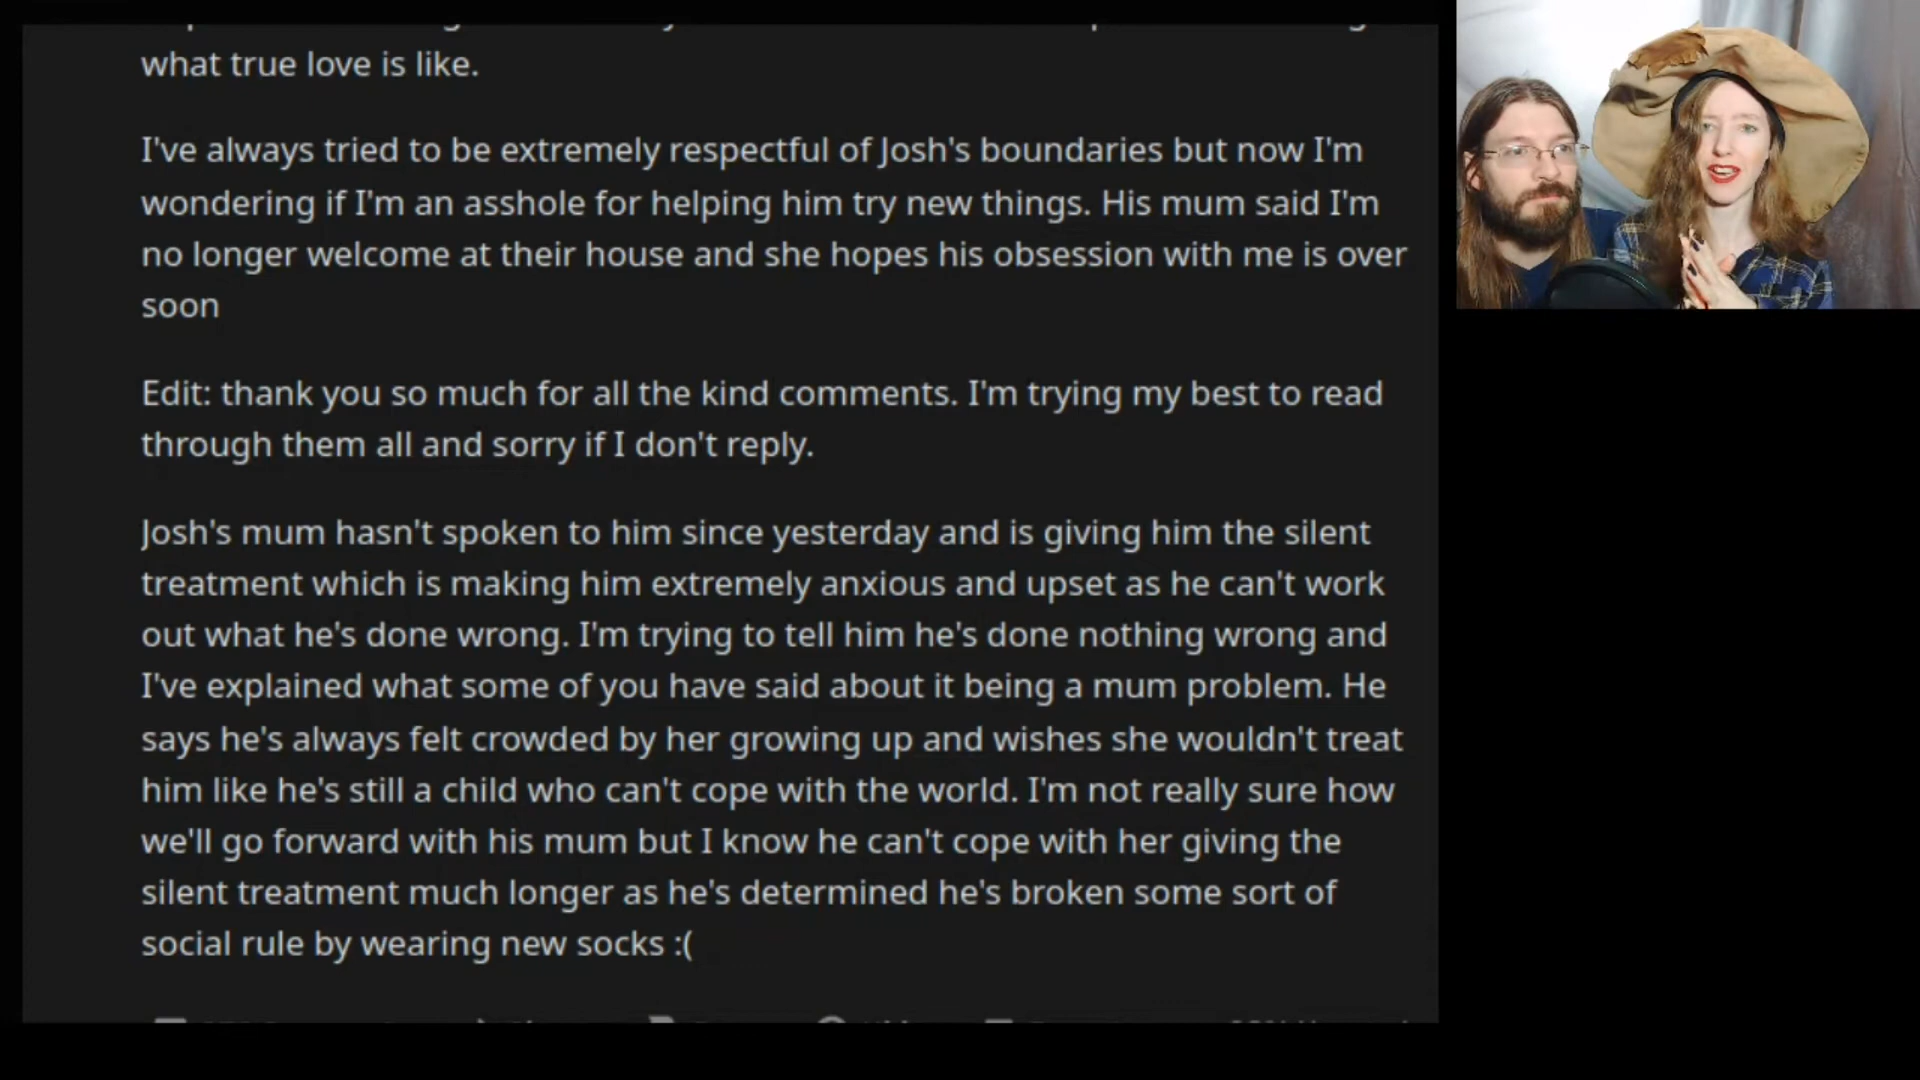 what true love is like.
I've always tried to be extremely respectful of Josh's boundaries but now I'm
wondering if I'm an asshole for helping him try new things. His mum said I'm
no longer welcome at their house and she hopes his obsession with me is over
soon
Edit: thank you so much for all the kind comments. I'm trying my best to read
through them all and sorry if I don't reply.
Josh's mum hasn't spoken to him since yesterday and is giving him the silent
treatment which is making him extremely anxious and upset as he can't work
out what he's done wrong. I'm trying to tell him he's done nothing wrong and
I've explained what some of you have said about it being a mum problem. He
says he's always felt crowded by her growing up and wishes she wouldn't treat
him like he's still a child who can't cope with the world. I'm not really sure how
we'll go forward with his mum but I know he can't cope with her giving the
silent treatment much longer as he's determined he's broken some sort of
social rule by wearing new socks :(